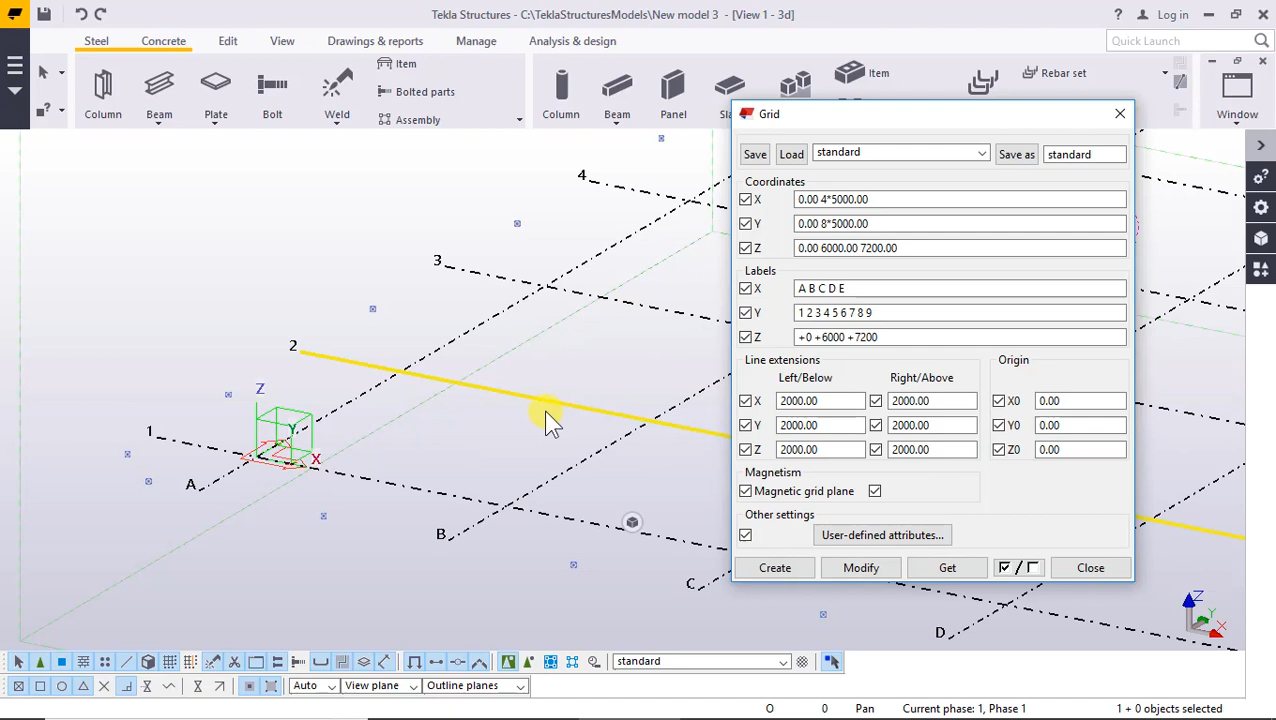 Tekla Structures - C:\TeklaStructuresModels\New model 3 - [View 1 - 3d]
? Log in
Steel Concrete Edit View Drawings & reports Manage Analysis & design
Quick Launch
Column Beam Plate Bolt Weld
Item
Bolted parts
Assembly
Column Beam Panel
Item
Rebar set
Window
Grid
Save Load standard Save as standard
Coordinates
X 0.00 4*5000.00
Y 0.00 8*5000.00
Z 0.00 6000.00 7200.00
Labels
X A B C D E
Y 1 2 3 4 5 6 7 8 9
Z +0 +6000 +7200
Line extensions
Origin
Left/Below Right/Above
X 2000.00 2000.00 X0 0.00
Y 2000.00 2000.00 Y0 0.00
Z 2000.00 2000.00 Z0 0.00
Magnetism
Magnetic grid plane
Other settings
User-defined attributes...
Create Modify Get / Close
4
3
2
1
A
B
C
D
Z
Y
X
Z
Y
X
standard
Auto View plane Outline planes
O 0 Pan Current phase: 1, Phase 1 1 + 0 objects selected